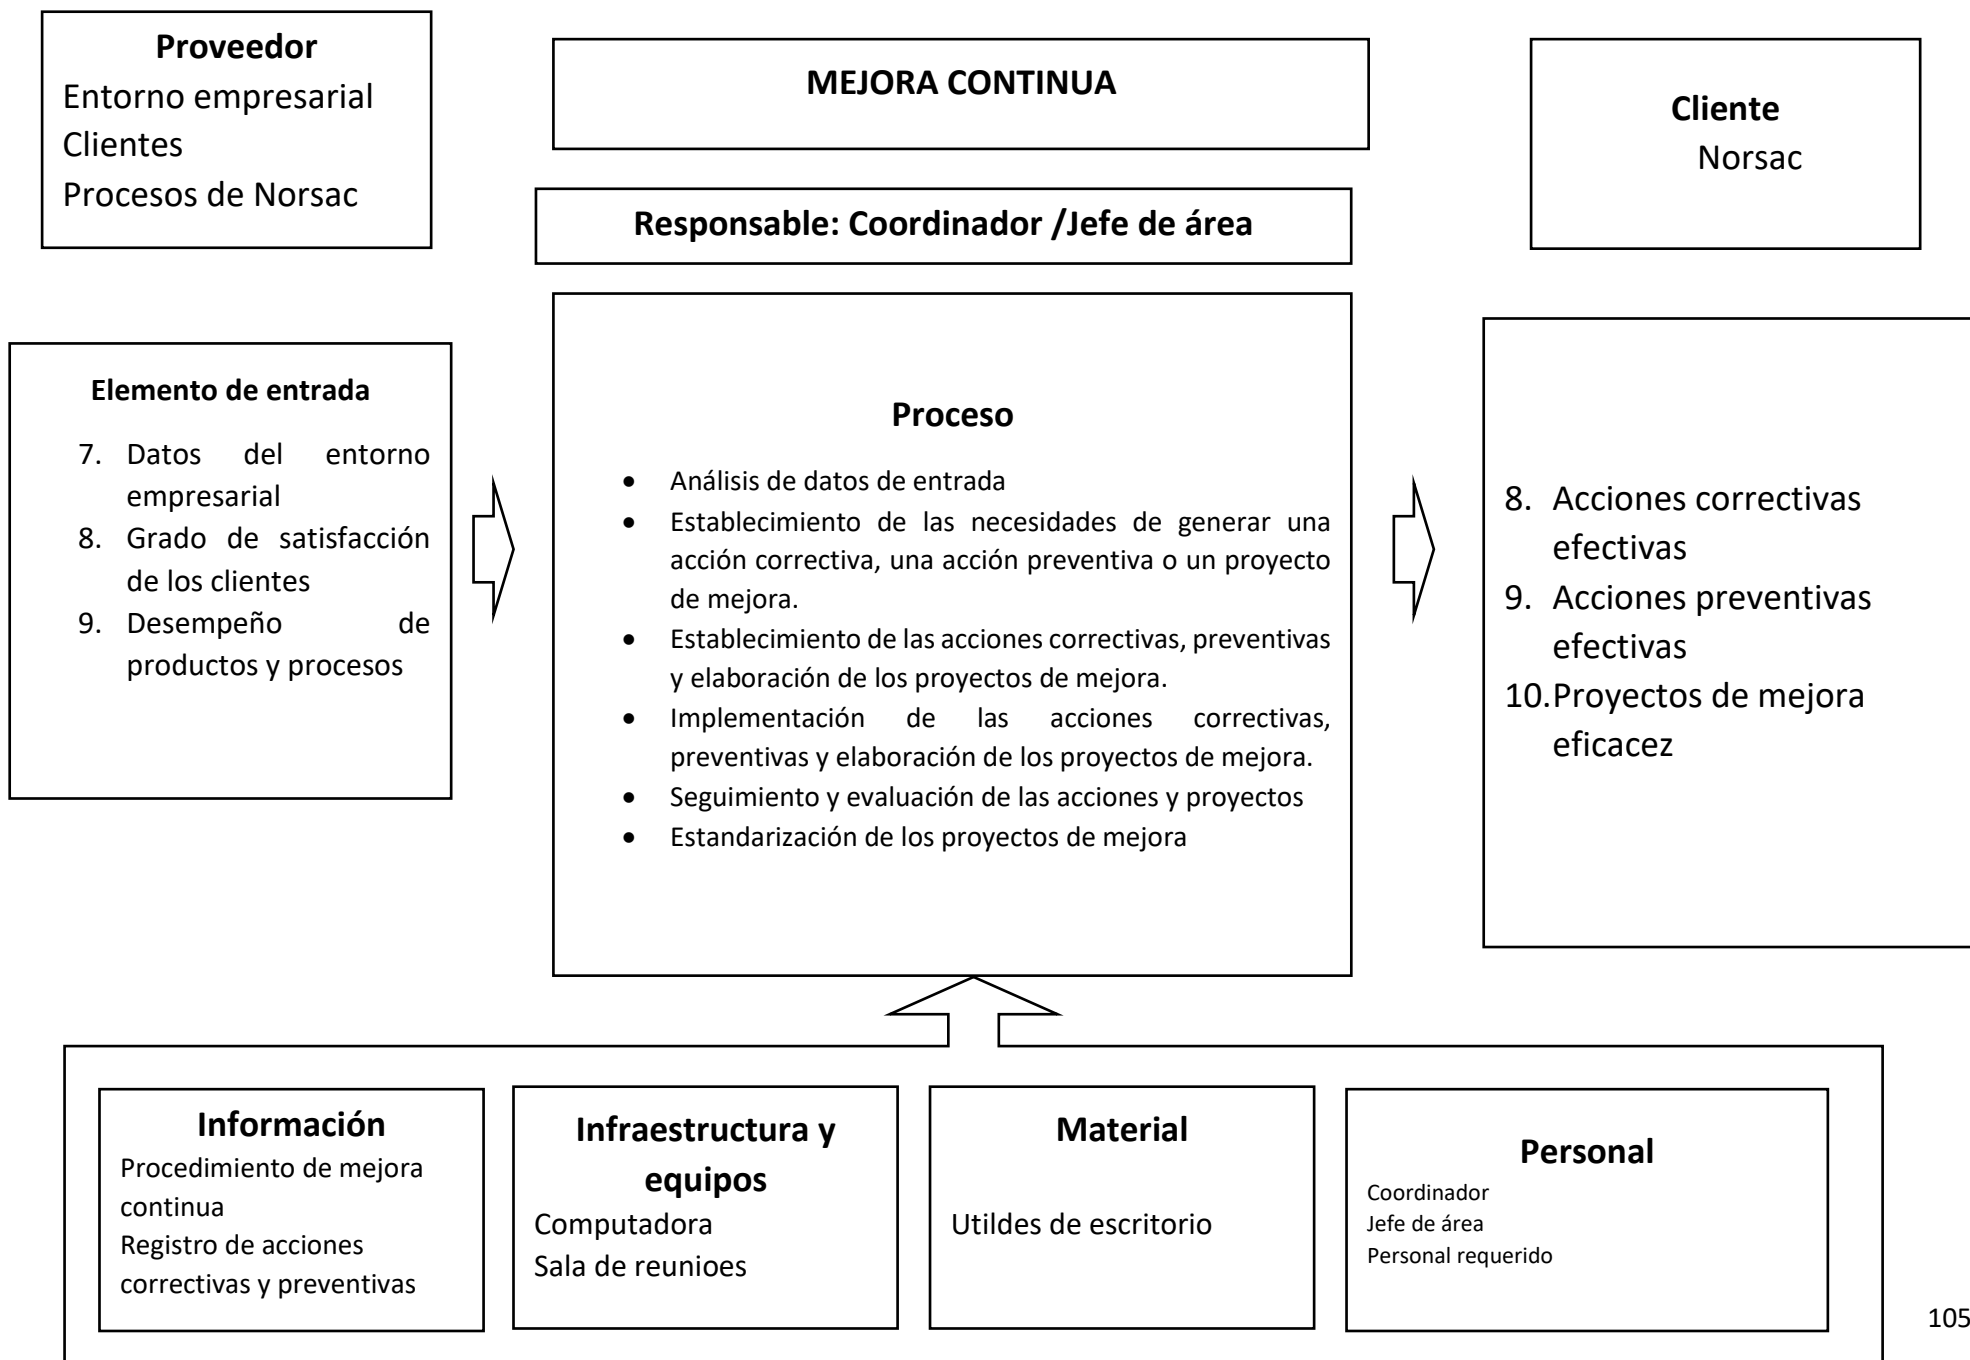 Proveedor
Entorno empresarial
Clientes
Procesos de Norsac
MEJORA CONTINUA
Responsable: Coordinador /Jefe de área
Cliente
Norsac
Elemento de entrada
7. Datos del entorno
empresarial
8. Grado de satisfacción
de los clientes
9. Desempeño de
productos y procesos
Proceso
• Análisis de datos de entrada
• Establecimiento de las necesidades de generar una
acción correctiva, una acción preventiva o un proyecto
de mejora.
• Establecimiento de las acciones correctivas, preventivas
y elaboración de los proyectos de mejora.
• Implementación de las acciones correctivas,
preventivas y elaboración de los proyectos de mejora.
• Seguimiento y evaluación de las acciones y proyectos
• Estandarización de los proyectos de mejora
8. Acciones correctivas
efectivas
9. Acciones preventivas
efectivas
10.Proyectos de mejora
eficacez
Información
Procedimiento de mejora
continua
Registro de acciones
correctivas y preventivas
Infraestructura y
equipos
Computadora
Sala de reunioes
Material
Utildes de escritorio
Personal
Coordinador
Jefe de área
Personal requerido
105